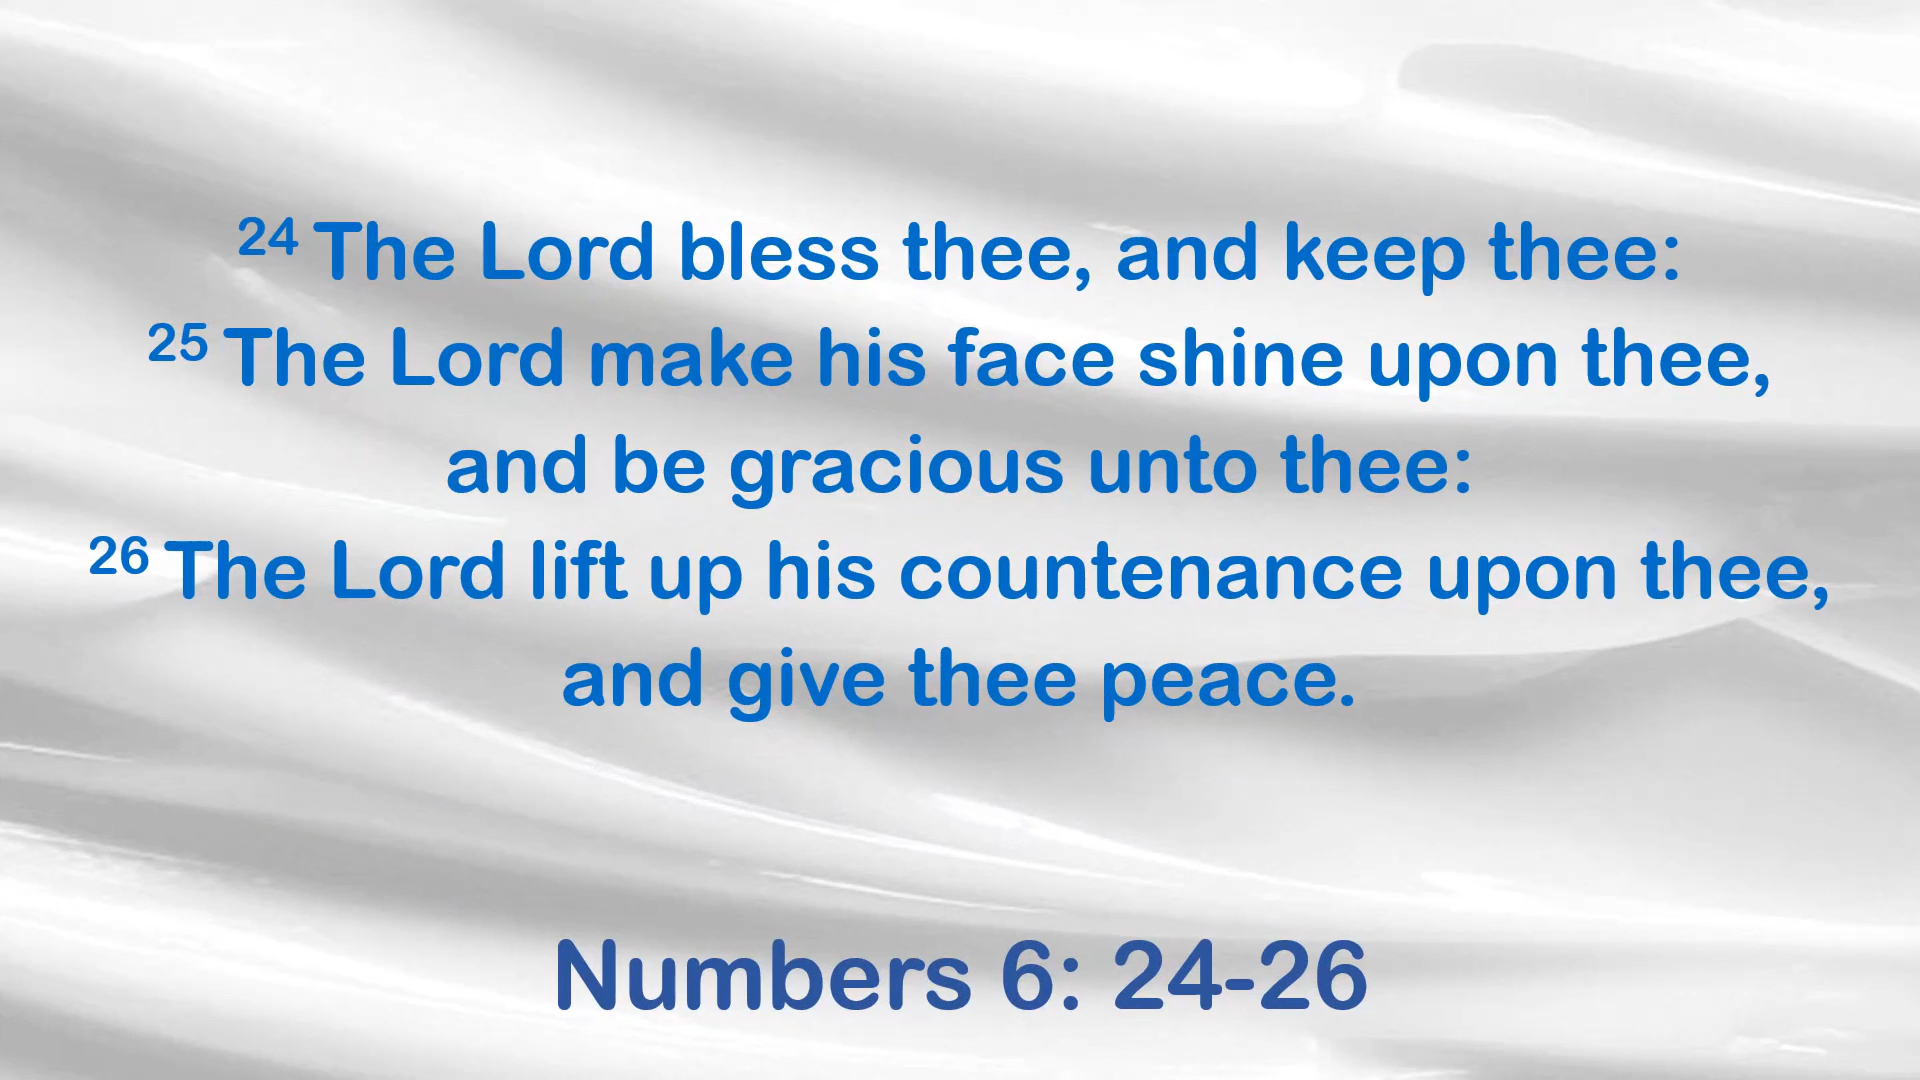 24 The Lord bless thee, and keep thee:
25 The Lord make his face shine upon thee,
and be gracious unto thee:
26 The Lord lift up his countenance upon thee,
and give thee peace.
Numbers 6: 24-26